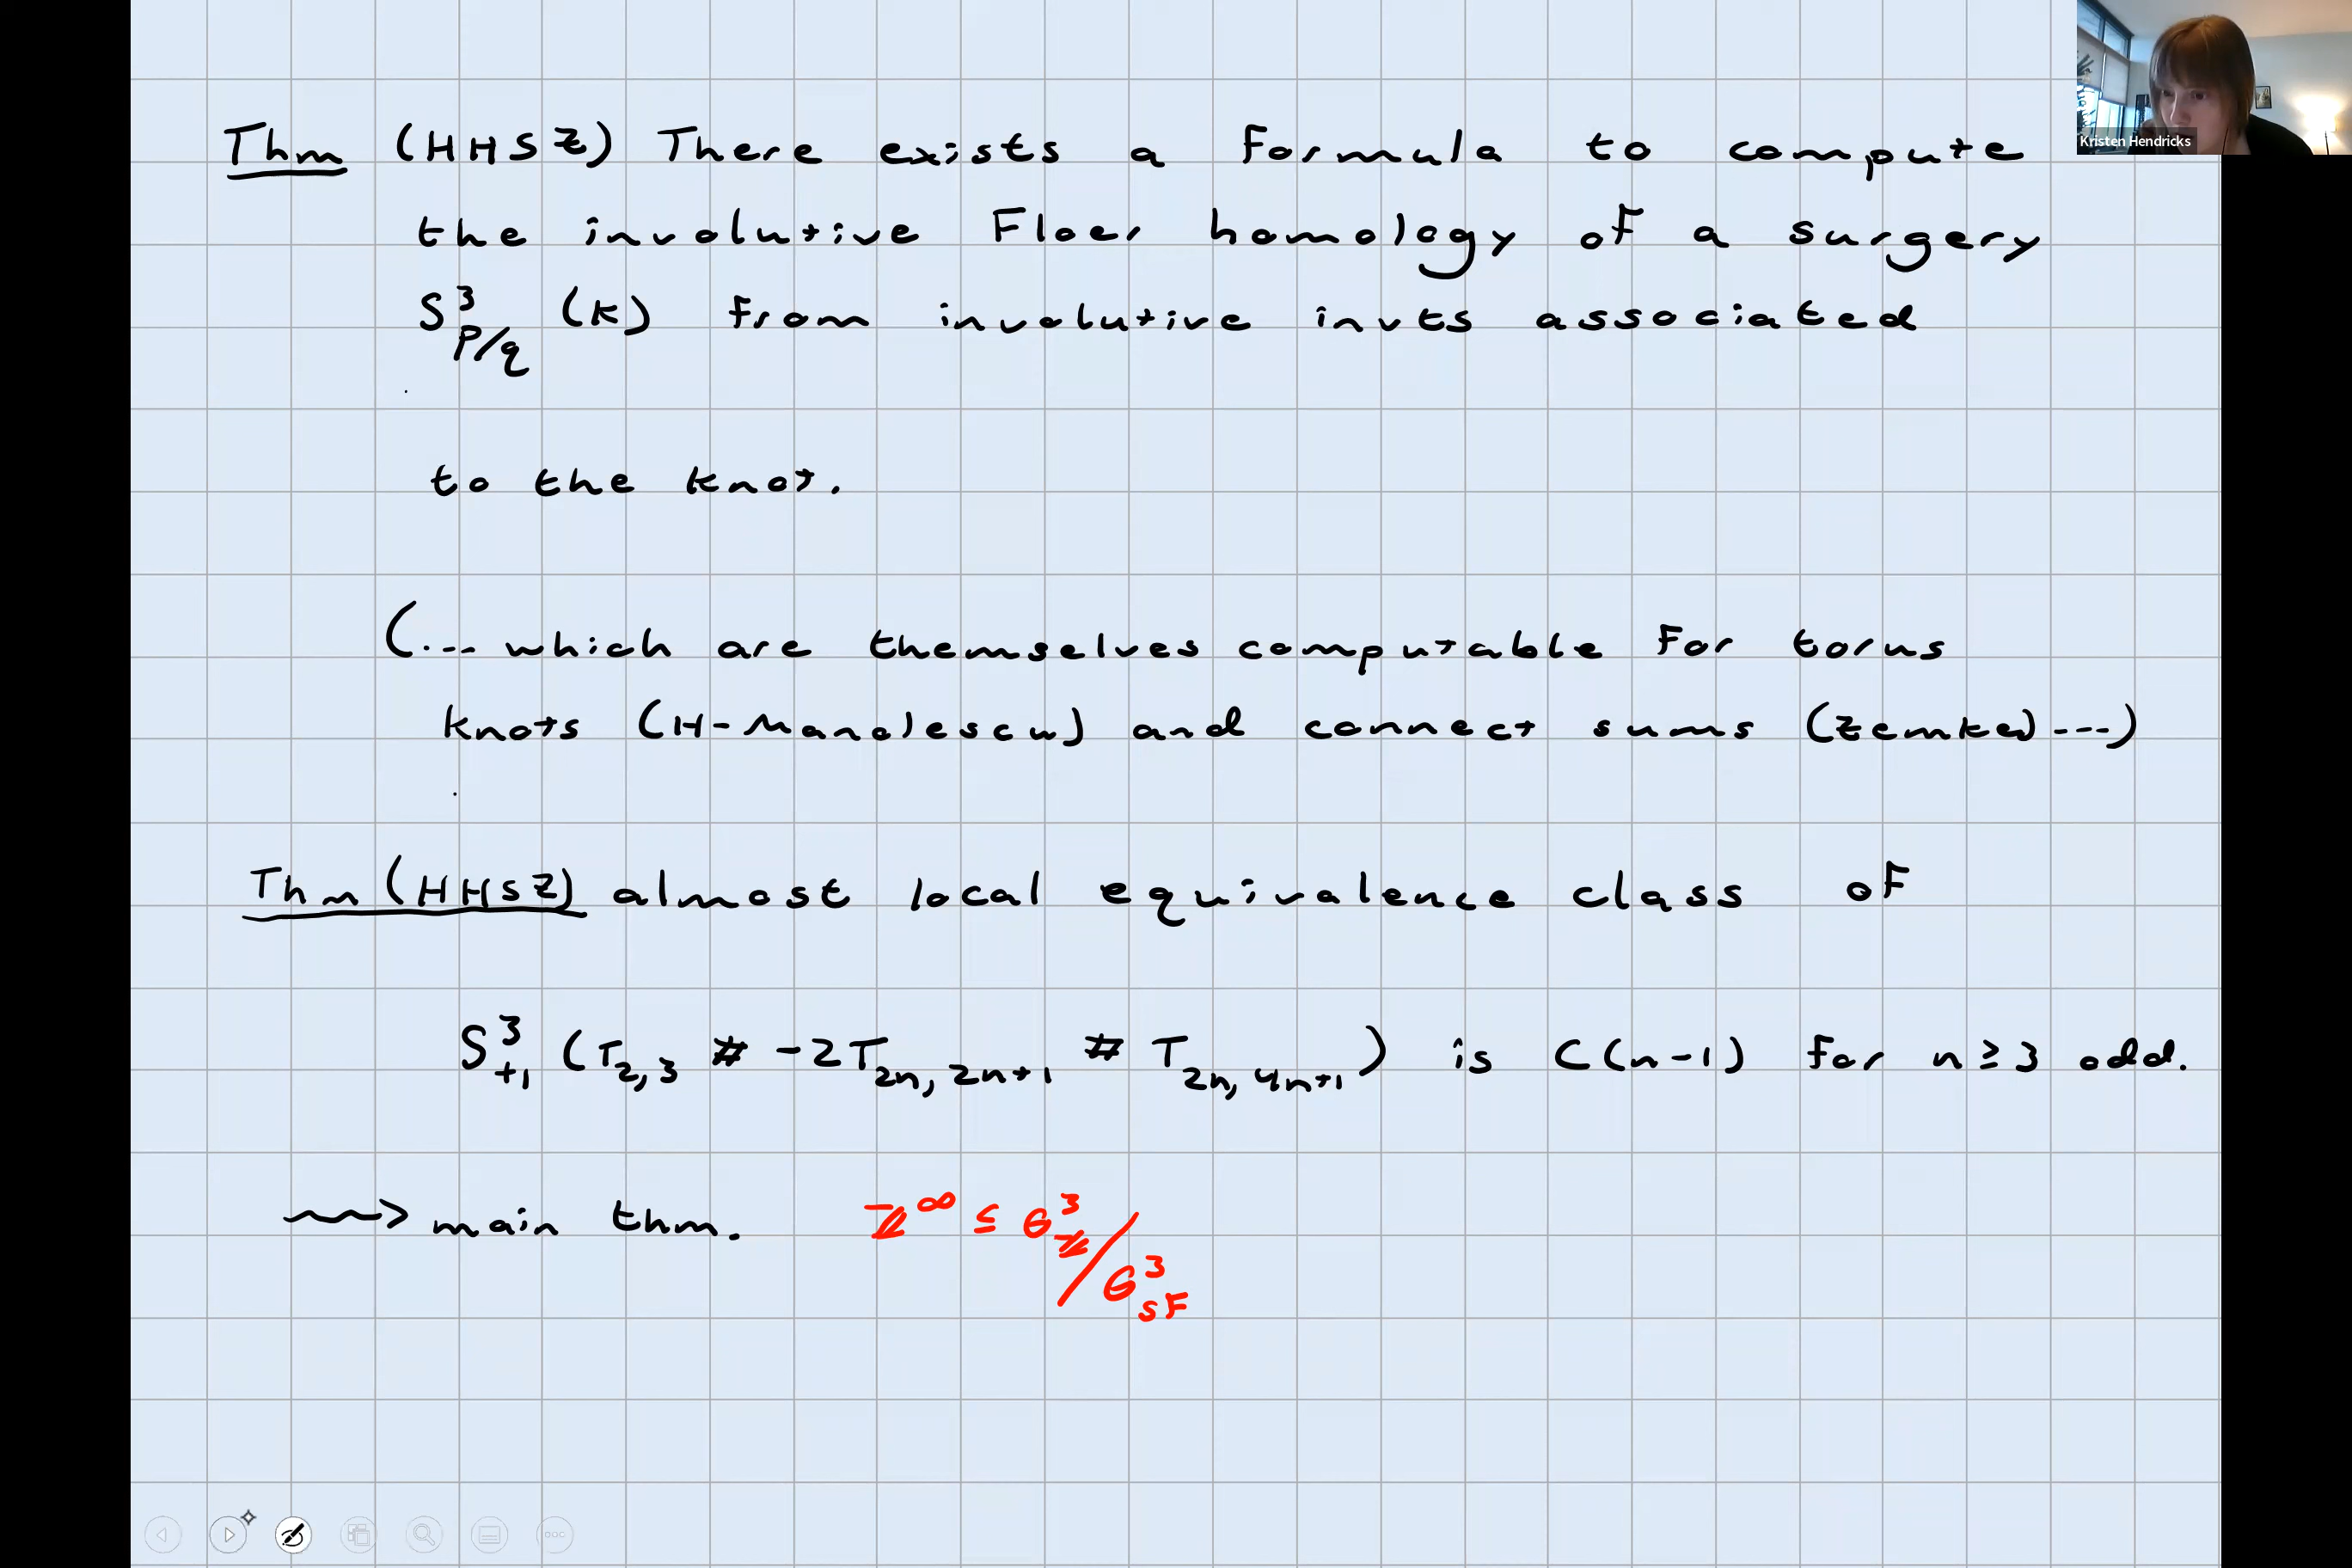 Kristen Hendricks
Thm (HHSZ) There exists a formula to compute
the involutive Floer homology of a surgery
S³_{p/q} (K) from involutive invts associated
to the knot.
(... which are themselves computable for torus
knots (H-Manolescu) and connect sums (Zemke) ---)
Thm (HHSZ) almost local equivalence class of
S³_{+1} (T_{2,3} # -2T_{2n,2n+1} # T_{2n,4n+1}) is C(n-1) for n≥3 odd.
⟿ main thm. ℤ^∞ ≤ Θ³_ℤ / Θ³_{SF}